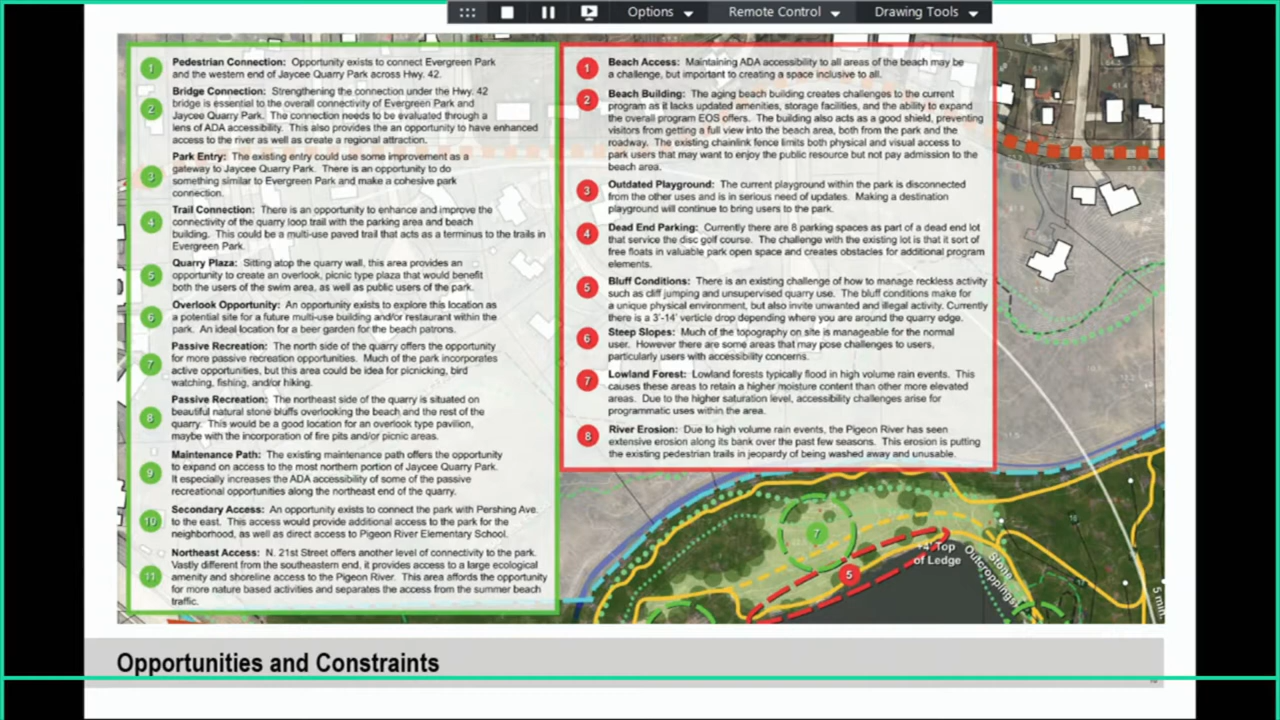 Options
Remote Control
Drawing Tools
1
Pedestrian Connection: Opportunity exists to connect Evergreen Park
and the western end of Jaycee Quarry Park across Hwy. 42.
2
Bridge Connection: Strengthening the connection under the Hwy. 42
bridge is essential to the overall connectivity of Evergreen Park and
Jaycee Quarry Park. The connection needs to be evaluated through a
lens of ADA accessibility. This also provides the an opportunity to have enhanced
access to the river as well as create a regional attraction.
3
Park Entry: The existing entry could use some improvement as a
gateway to Jaycee Quarry Park. There is an opportunity to do
something similar to Evergreen Park and make a cohesive park
connection.
4
Trail Connection: There is an opportunity to enhance and improve the
connectivity of the quarry loop trail with the parking area and beach
building. This could be a multi-use paved trail that acts as a terminus to the trails in
Evergreen Park.
5
Quarry Plaza: Sitting atop the quarry wall, this area provides an
opportunity to create an overlook, picnic type plaza that would benefit
both the users of the swim area, as well as public users of the park.
6
Overlook Opportunity: An opportunity exists to explore this location as
a potential site for a future multi-use building and/or restaurant within the
park. An ideal location for a beer garden for the beach patrons.
7
Passive Recreation: The north side of the quarry offers the opportunity
for more passive recreation opportunities. Much of the park incorporates
active opportunities, but this area could be idea for picnicking, bird
watching, fishing, and/or hiking.
8
Passive Recreation: The northeast side of the quarry is situated on
beautiful natural stone bluffs overlooking the beach and the rest of the
quarry. This would be a good location for an overlook type pavilion,
maybe with the incorporation of fire pits and/or picnic areas.
9
Maintenance Path: The existing maintenance path offers the opportunity
to expand on access to the most northern portion of Jaycee Quarry Park.
It especially increases the ADA accessibility of some of the passive
recreational opportunities along the northeast end of the quarry.
10
Secondary Access: An opportunity exists to connect the park with Pershing Ave.
to the east. This access would provide additional access to the park for the
neighborhood, as well as direct access to Pigeon River Elementary School.
11
Northeast Access: N. 21st Street offers another level of connectivity to the park.
Vastly different from the southeastern end, it provides access to a large ecological
amenity and shoreline access to the Pigeon River. This area affords the opportunity
for more nature based activities and separates the access from the summer beach
traffic.
1
Beach Access: Maintaining ADA accessibility to all areas of the beach may be
a challenge, but important to creating a space inclusive to all.
2
Beach Building: The aging beach building creates challenges to the current
program as it lacks updated amenities, storage facilities, and the ability to expand
the overall program EOS offers. The building also acts as a good shield, preventing
visitors from getting a full view into the beach area, both from the park and the
roadway. The existing chainlink fence limits both physical and visual access to
park users that may want to enjoy the public resource but not pay admission to the
beach area.
3
Outdated Playground: The current playground within the park is disconnected
from the other uses and is in serious need of updates. Making a destination
playground will continue to bring users to the park.
4
Dead End Parking: Currently there are 8 parking spaces as part of a dead end lot
that service the disc golf course. The challenge with the existing lot is that it sort of
free floats in valuable park open space and creates obstacles for additional program
elements.
5
Bluff Conditions: There is an existing challenge of how to manage reckless activity
such as cliff jumping and unsupervised quarry use. The bluff conditions make for
a unique physical environment, but also invite unwanted and illegal activity. Currently
there is a 3'-14' verticle drop depending where you are around the quarry edge.
6
Steep Slopes: Much of the topography on site is manageable for the normal
user. However there are some areas that may pose challenges to users,
particularly users with accessibility concerns.
7
Lowland Forest: Lowland forests typically flood in high volume rain events. This
causes these areas to retain a higher moisture content than other more elevated
areas. Due to the higher saturation level, accessibility challenges arise for
programmatic uses within the area.
8
River Erosion: Due to high volume rain events, the Pigeon River has seen
extensive erosion along its bank over the past few seasons. This erosion is putting
the existing pedestrian trails in jeopardy of being washed away and unusable.
7
5
+4' Top
of Ledge
Stone
Outcroppings
5 min.
Opportunities and Constraints